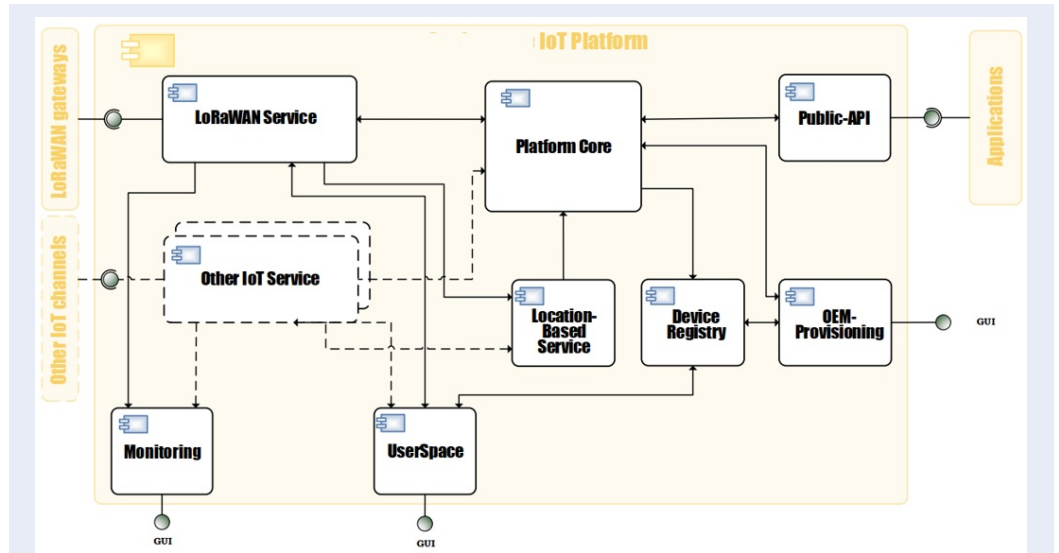 IoT Platform
LoRaWAN gateways
Other IoT channels
Applications
LoRaWAN Service
Platform Core
Public-API
Other IoT Service
Location-
Based
Service
Device
Registry
OEM-
Provisioning
GUI
Monitoring
UserSpace
GUI
GUI